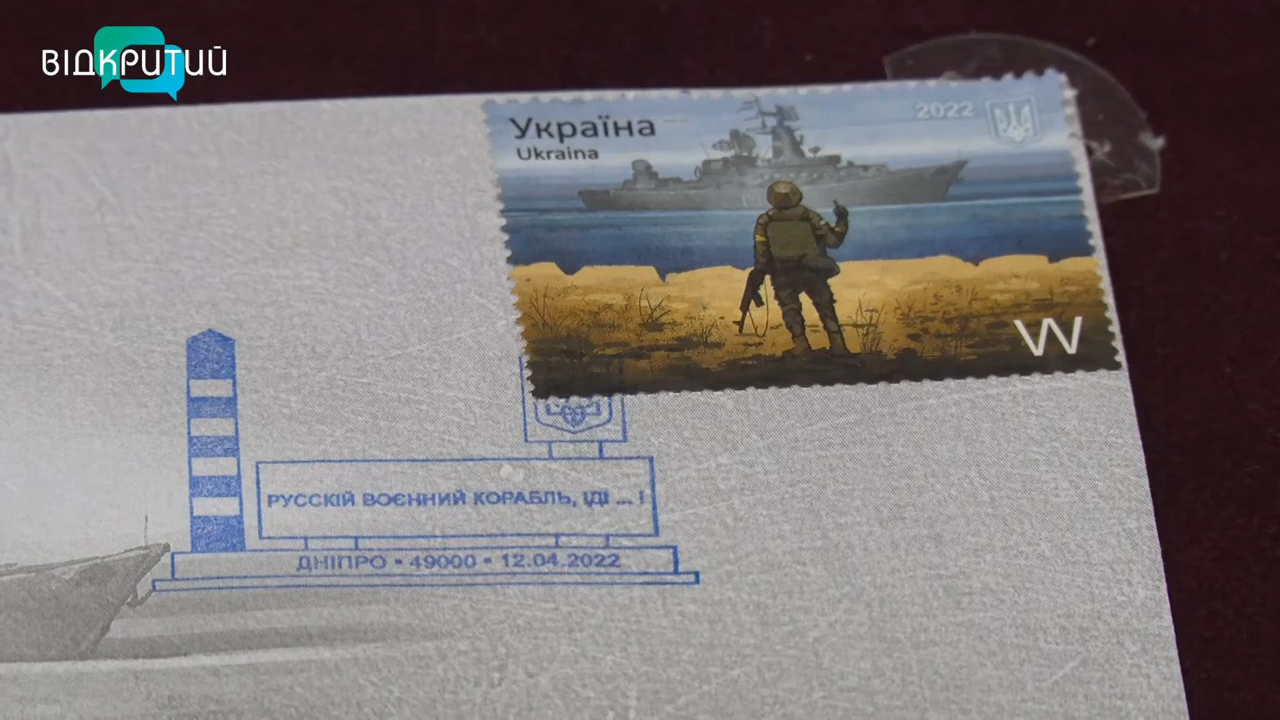 ВІДКРИТИЙ
Україна
Ukraina
2022
W
РУССКІЙ ВОЄННИЙ КОРАБЛЬ, ІДІ ... !
ДНІПРО • 49000 • 12.04.2022